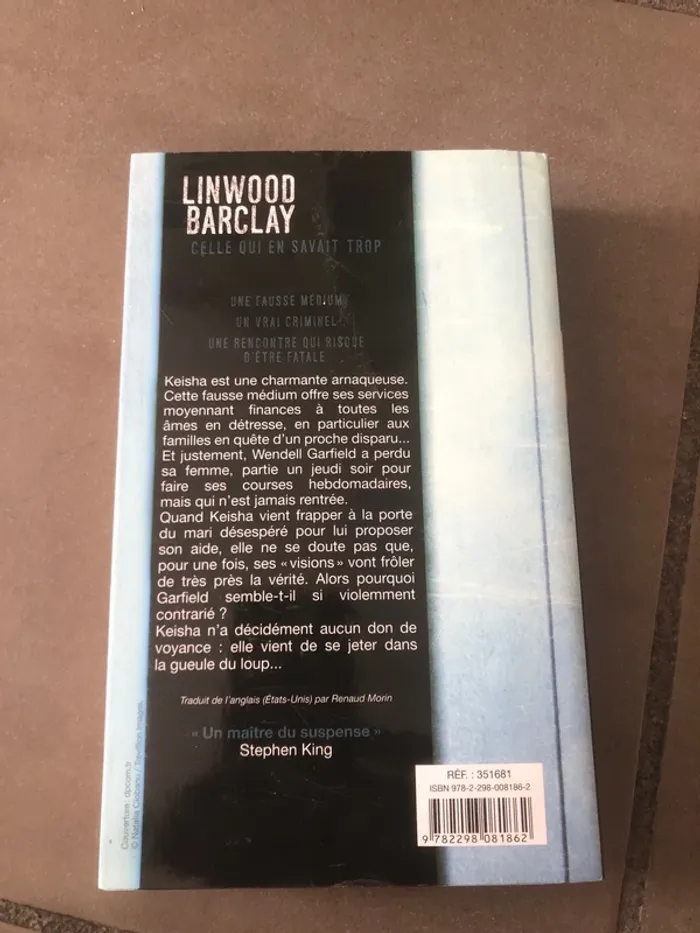 LINWOOD
BARCLAY
CELLE QUI EN SAVAIT TROP
UNE FAUSSE MÉDIUM
UN VRAI CRIMINEL
UNE RENCONTRE QUI RISQUE
D'ÊTRE FATALE
Keisha est une charmante arnaqueuse.
Cette fausse médium offre ses services
moyennant finances à toutes les
âmes en détresse, en particulier aux
familles en quête d'un proche disparu...
Et justement, Wendell Garfield a perdu
sa femme, partie un jeudi soir pour
faire ses courses hebdomadaires,
mais qui n'est jamais rentrée.
Quand Keisha vient frapper à la porte
du mari désespéré pour lui proposer
son aide, elle ne se doute pas que,
pour une fois, ses « visions » vont frôler
de très près la vérité. Alors pourquoi
Garfield semble-t-il si violemment
contrarié ?
Keisha n'a décidément aucun don de
voyance : elle vient de se jeter dans
la gueule du loup...
Traduit de l'anglais (États-Unis) par Renaud Morin
« Un maître du suspense »
Stephen King
Couverture : dpcom.fr
© Natalia Ciobanu / Trevillion Images
RÉF. : 351681
ISBN 978-2-298-008186-2
9 782298 081862